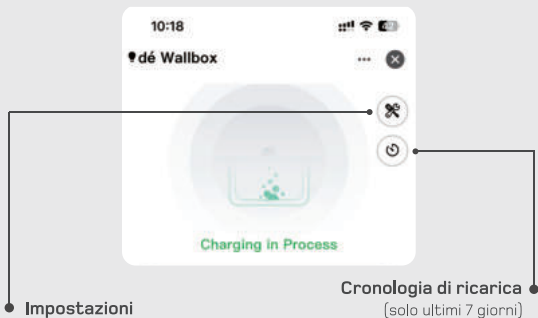 10:18
dé Wallbox
Charging in Process
Cronologia di ricarica
(solo ultimi 7 giorni)
Impostazioni